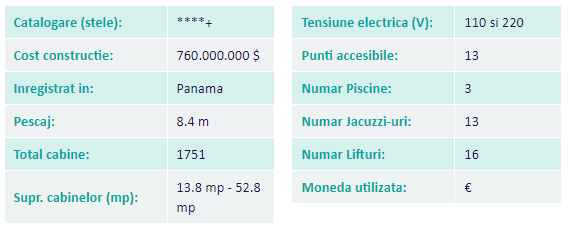 Catalogare (stele): ****+
Cost constructie: 760.000.000 $
Inregistrat in: Panama
Pescaj: 8.4 m
Total cabine: 1751
Supr. cabinelor (mp): 13.8 mp - 52.8
mp
Tensiune electrica (V): 110 si 220
Punti accesibile: 13
Numar Piscine: 3
Numar Jacuzzi-uri: 13
Numar Lifturi: 16
Moneda utilizata: €